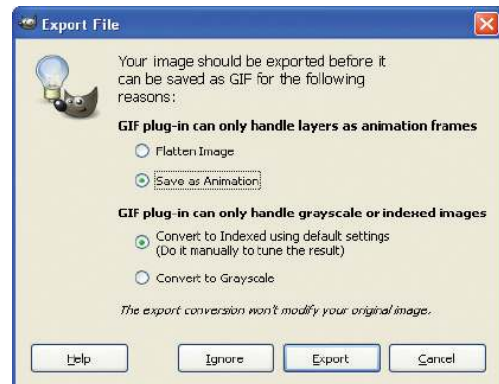 Export File
Your image should be exported before it
can be saved as GIF for the following
reasons:
GIF plug-in can only handle layers as animation frames
Flatten Image
Save as Animation
GIF plug-in can only handle grayscale or indexed images
Convert to Indexed using default settings
(Do it manually to tune the result)
Convert to Grayscale
The export conversion won't modify your original image.
Help Ignore Export Cancel